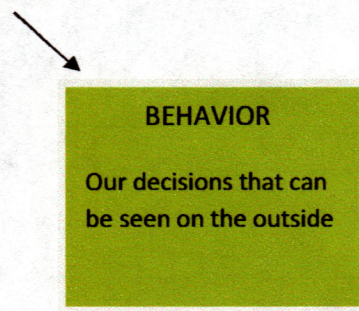 BEHAVIOR
Our decisions that can
be seen on the outside